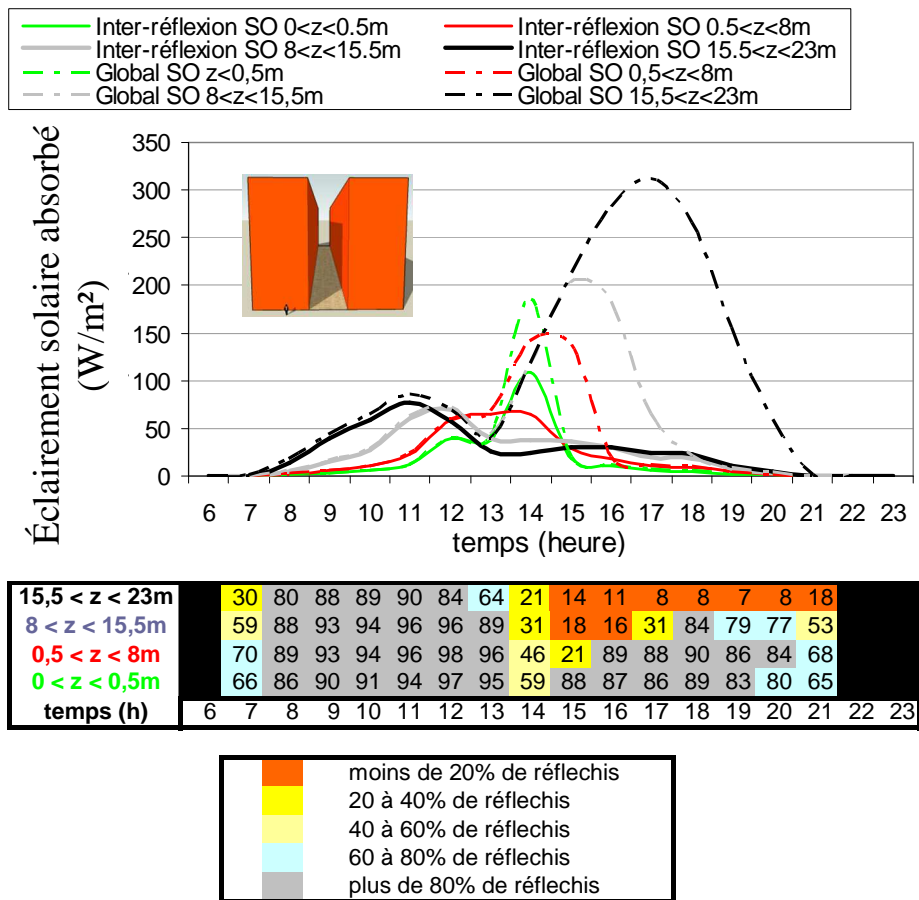 Inter-réflexion SO 0<z<0.5m Inter-réflexion SO 0.5<z<8m
Inter-réflexion SO 8<z<15.5m Inter-réflexion SO 15.5<z<23m
Global SO z<0,5m Global SO 0,5<z<8m
Global SO 8<z<15,5m Global SO 15,5<z<23m
Éclairement solaire absorbé
(W/m²)
350
300
250
200
150
100
50
0
6 7 8 9 10 11 12 13 14 15 16 17 18 19 20 21 22 23
temps (heure)
15,5 < z < 23m 30 80 88 89 90 84 64 21 14 11 8 8 7 8 18
8 < z < 15,5m 59 88 93 94 96 96 89 31 18 16 31 84 79 77 53
0,5 < z < 8m 70 89 93 94 96 98 96 46 21 89 88 90 86 84 68
0 < z < 0,5m 66 86 90 91 94 97 95 59 88 87 86 89 83 80 65
temps (h) 6 7 8 9 10 11 12 13 14 15 16 17 18 19 20 21 22 23
moins de 20% de réflechis
20 à 40% de réflechis
40 à 60% de réflechis
60 à 80% de réflechis
plus de 80% de réflechis